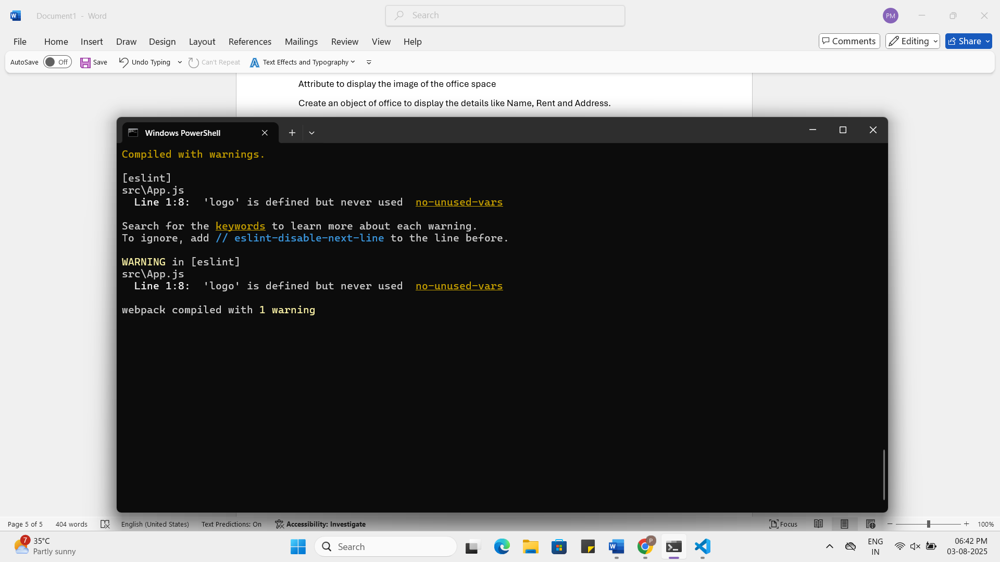 Document1 - Word
Search
PM
File Home Insert Draw Design Layout References Mailings Review View Help
Comments Editing Share
AutoSave Off Save Undo Typing Can't Repeat A Text Effects and Typography
Attribute to display the image of the office space
Create an object of office to display the details like Name, Rent and Address.
Windows PowerShell
Compiled with warnings.
[eslint]
src\App.js
Line 1:8: 'logo' is defined but never used no-unused-vars
Search for the keywords to learn more about each warning.
To ignore, add // eslint-disable-next-line to the line before.
WARNING in [eslint]
src\App.js
Line 1:8: 'logo' is defined but never used no-unused-vars
webpack compiled with 1 warning
Page 5 of 5 404 words English (United States) Text Predictions: On Accessibility: Investigate Focus 100%
7
35°C
Partly sunny
Search
W
P
ENG
IN
06:42 PM
03-08-2025